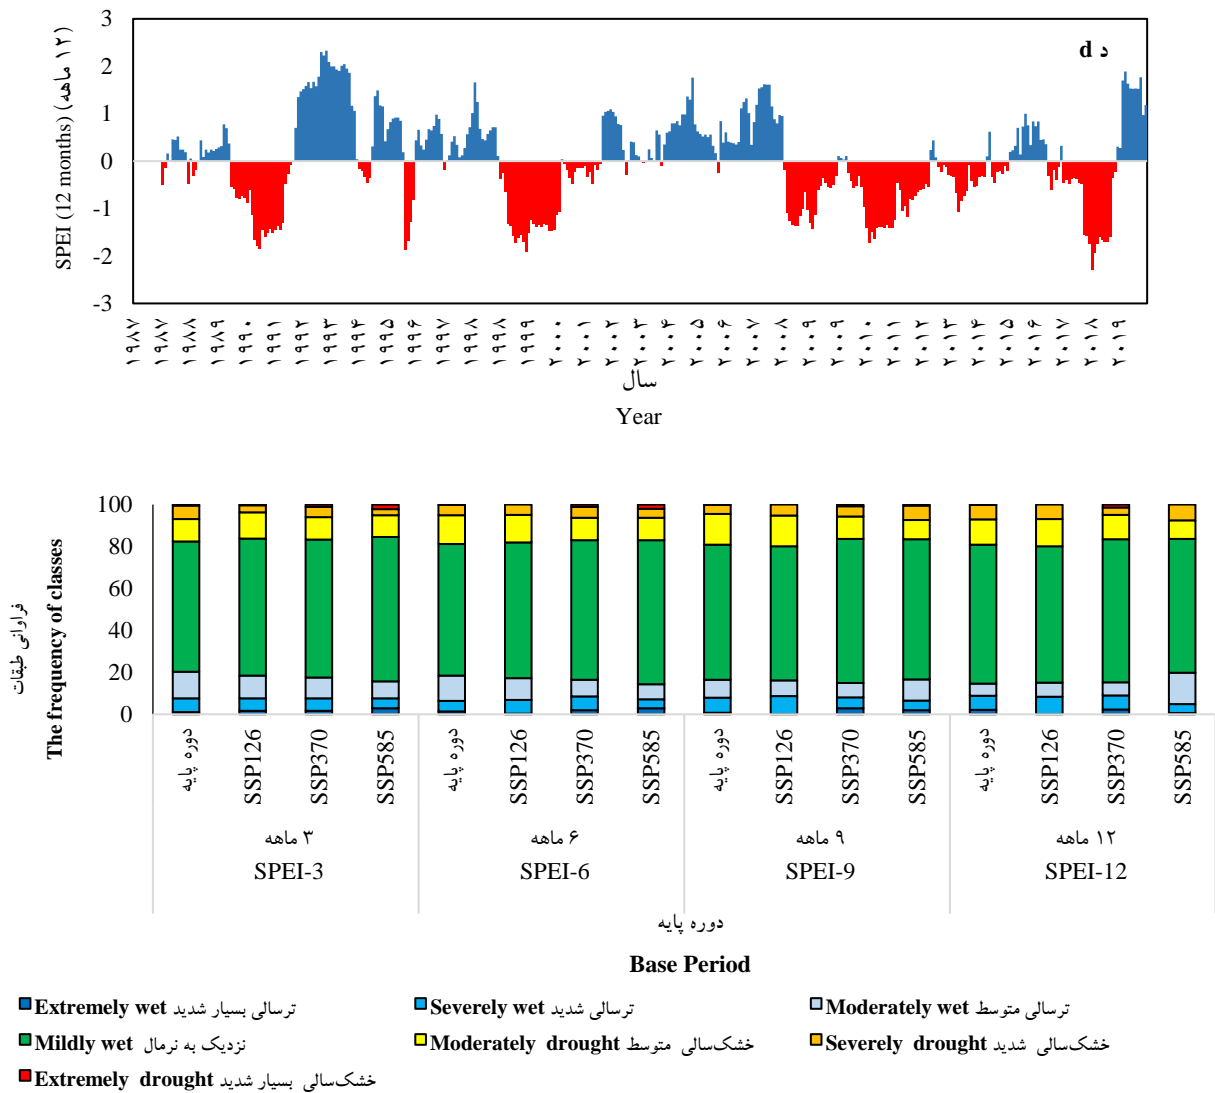 3
2
1
0
-1
-2
-3
SPEI (12 months) (۱۲ ماهه)
د d
۱۹۸۷
۱۹۸۷
۱۹۸۸
۱۹۸۹
۱۹۹۰
۱۹۹۱
۱۹۹۲
۱۹۹۳
۱۹۹۴
۱۹۹۵
۱۹۹۶
۱۹۹۷
۱۹۹۸
۱۹۹۹
۲۰۰۰
۲۰۰۱
۲۰۰۲
۲۰۰۳
۲۰۰۴
۲۰۰۵
۲۰۰۶
۲۰۰۷
۲۰۰۸
۲۰۰۹
۲۰۱۰
۲۰۱۱
۲۰۱۲
۲۰۱۳
۲۰۱۴
۲۰۱۵
۲۰۱۶
۲۰۱۷
۲۰۱۸
۲۰۱۹
سال
Year
فراوانی طبقات
The frequency of classes
100
80
60
40
20
0
دوره پایه
SSP126
SSP370
SSP585
دوره پایه
SSP126
SSP370
SSP585
دوره پایه
SSP126
SSP370
SSP585
دوره پایه
SSP126
SSP370
SSP585
۳ ماهه
۶ ماهه
۹ ماهه
۱۲ ماهه
SPEI-3
SPEI-6
SPEI-9
SPEI-12
دوره پایه
Base Period
Extremely wet ترسالی بسیار شدید
Severely wet ترسالی شدید
Moderately wet ترسالی متوسط
Mildly wet نزدیک به نرمال
Moderately drought خشک‌سالی متوسط
Severely drought خشک‌سالی شدید
Extremely drought خشک‌سالی بسیار شدید